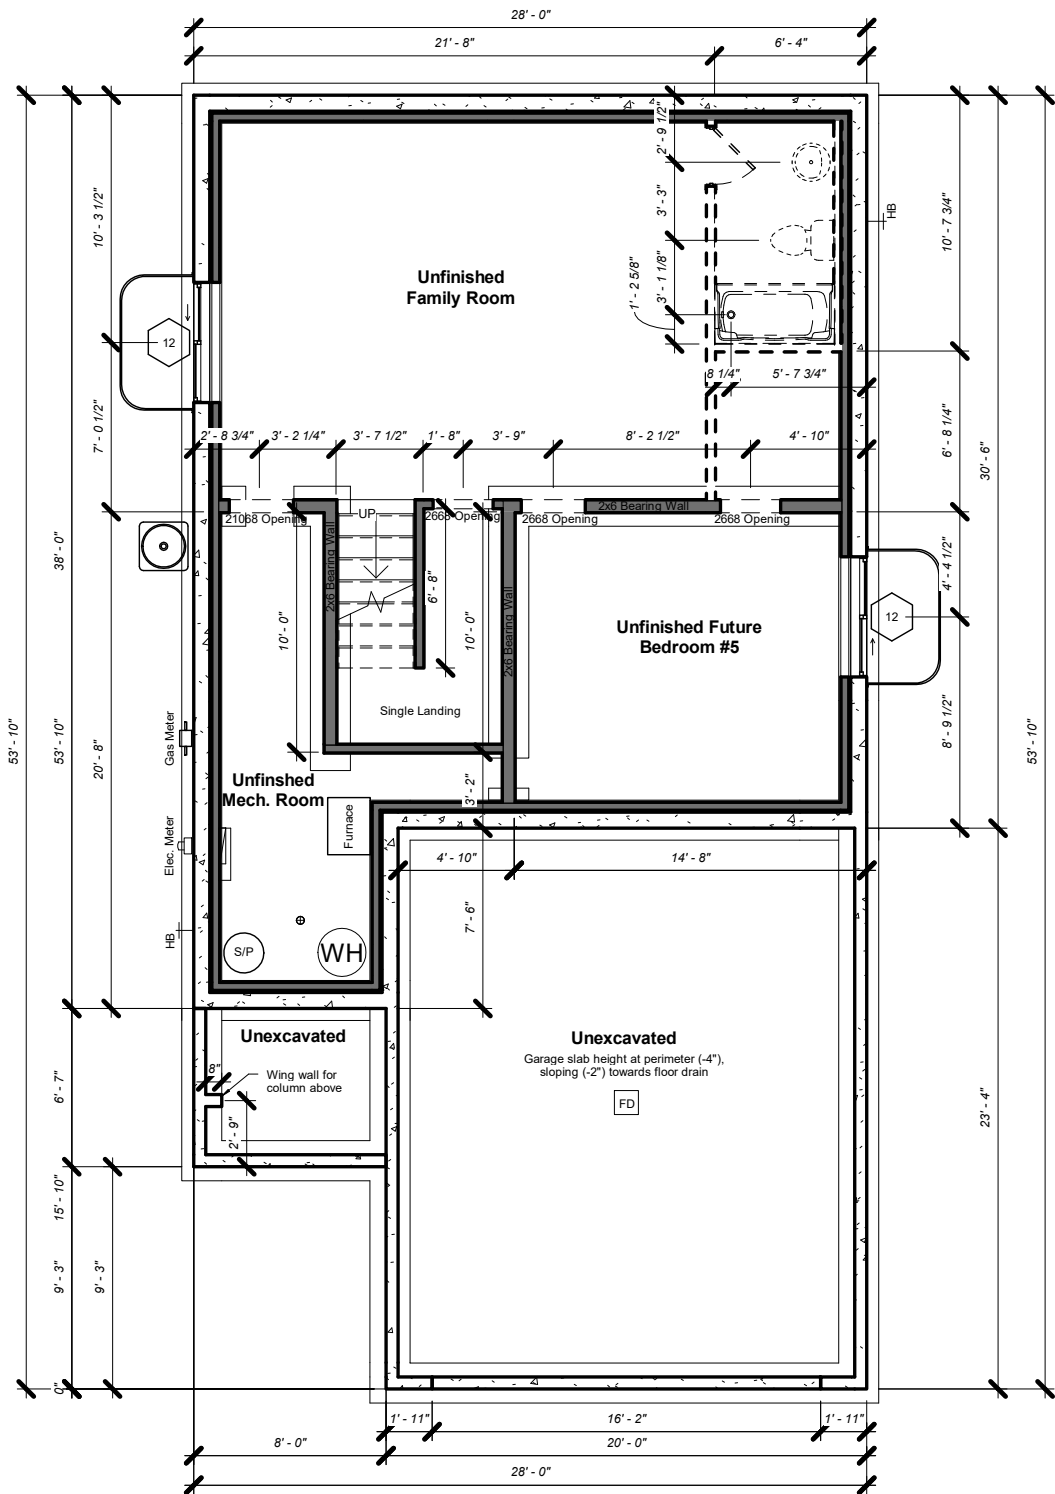 28' - 0"
21' - 8"
6' - 4"
2' - 9 1/2"
10' - 3 1/2"
3' - 3"
HB
10' - 7 3/4"
Unfinished
Family Room
1' - 2 5/8"
3' - 1 1/8"
12
8 1/4"
5' - 7 3/4"
7' - 0 1/2"
2' - 8 3/4"
3' - 2 1/4"
3' - 7 1/2"
1' - 8"
3' - 9"
8' - 2 1/2"
4' - 10"
6' - 8 1/4"
30' - 6"
UP
2x6 Bearing Wall
21068 Opening
2668 Opening
2668 Opening
2668 Opening
38' - 0"
2x6 Bearing Wall
6' - 8"
4' - 4 1/2"
10' - 0"
10' - 0"
2x6 Bearing Wall
Unfinished Future
Bedroom #5
12
Single Landing
53' - 10"
53' - 10"
20' - 8"
Gas Meter
8' - 9 1/2"
53' - 10"
Unfinshed
Mech. Room
3' - 2"
Furnace
Elec. Meter
4' - 10"
14' - 8"
7' - 6"
HB
S/P
WH
Unexcavated
Unexcavated
Garage slab height at perimeter (-4"),
sloping (-2") towards floor drain
8"
Wing wall for
column above
6' - 7"
FD
23' - 4"
2' - 9"
15' - 10"
9' - 3"
9' - 3"
0"
1' - 11"
16' - 2"
1' - 11"
8' - 0"
20' - 0"
28' - 0"